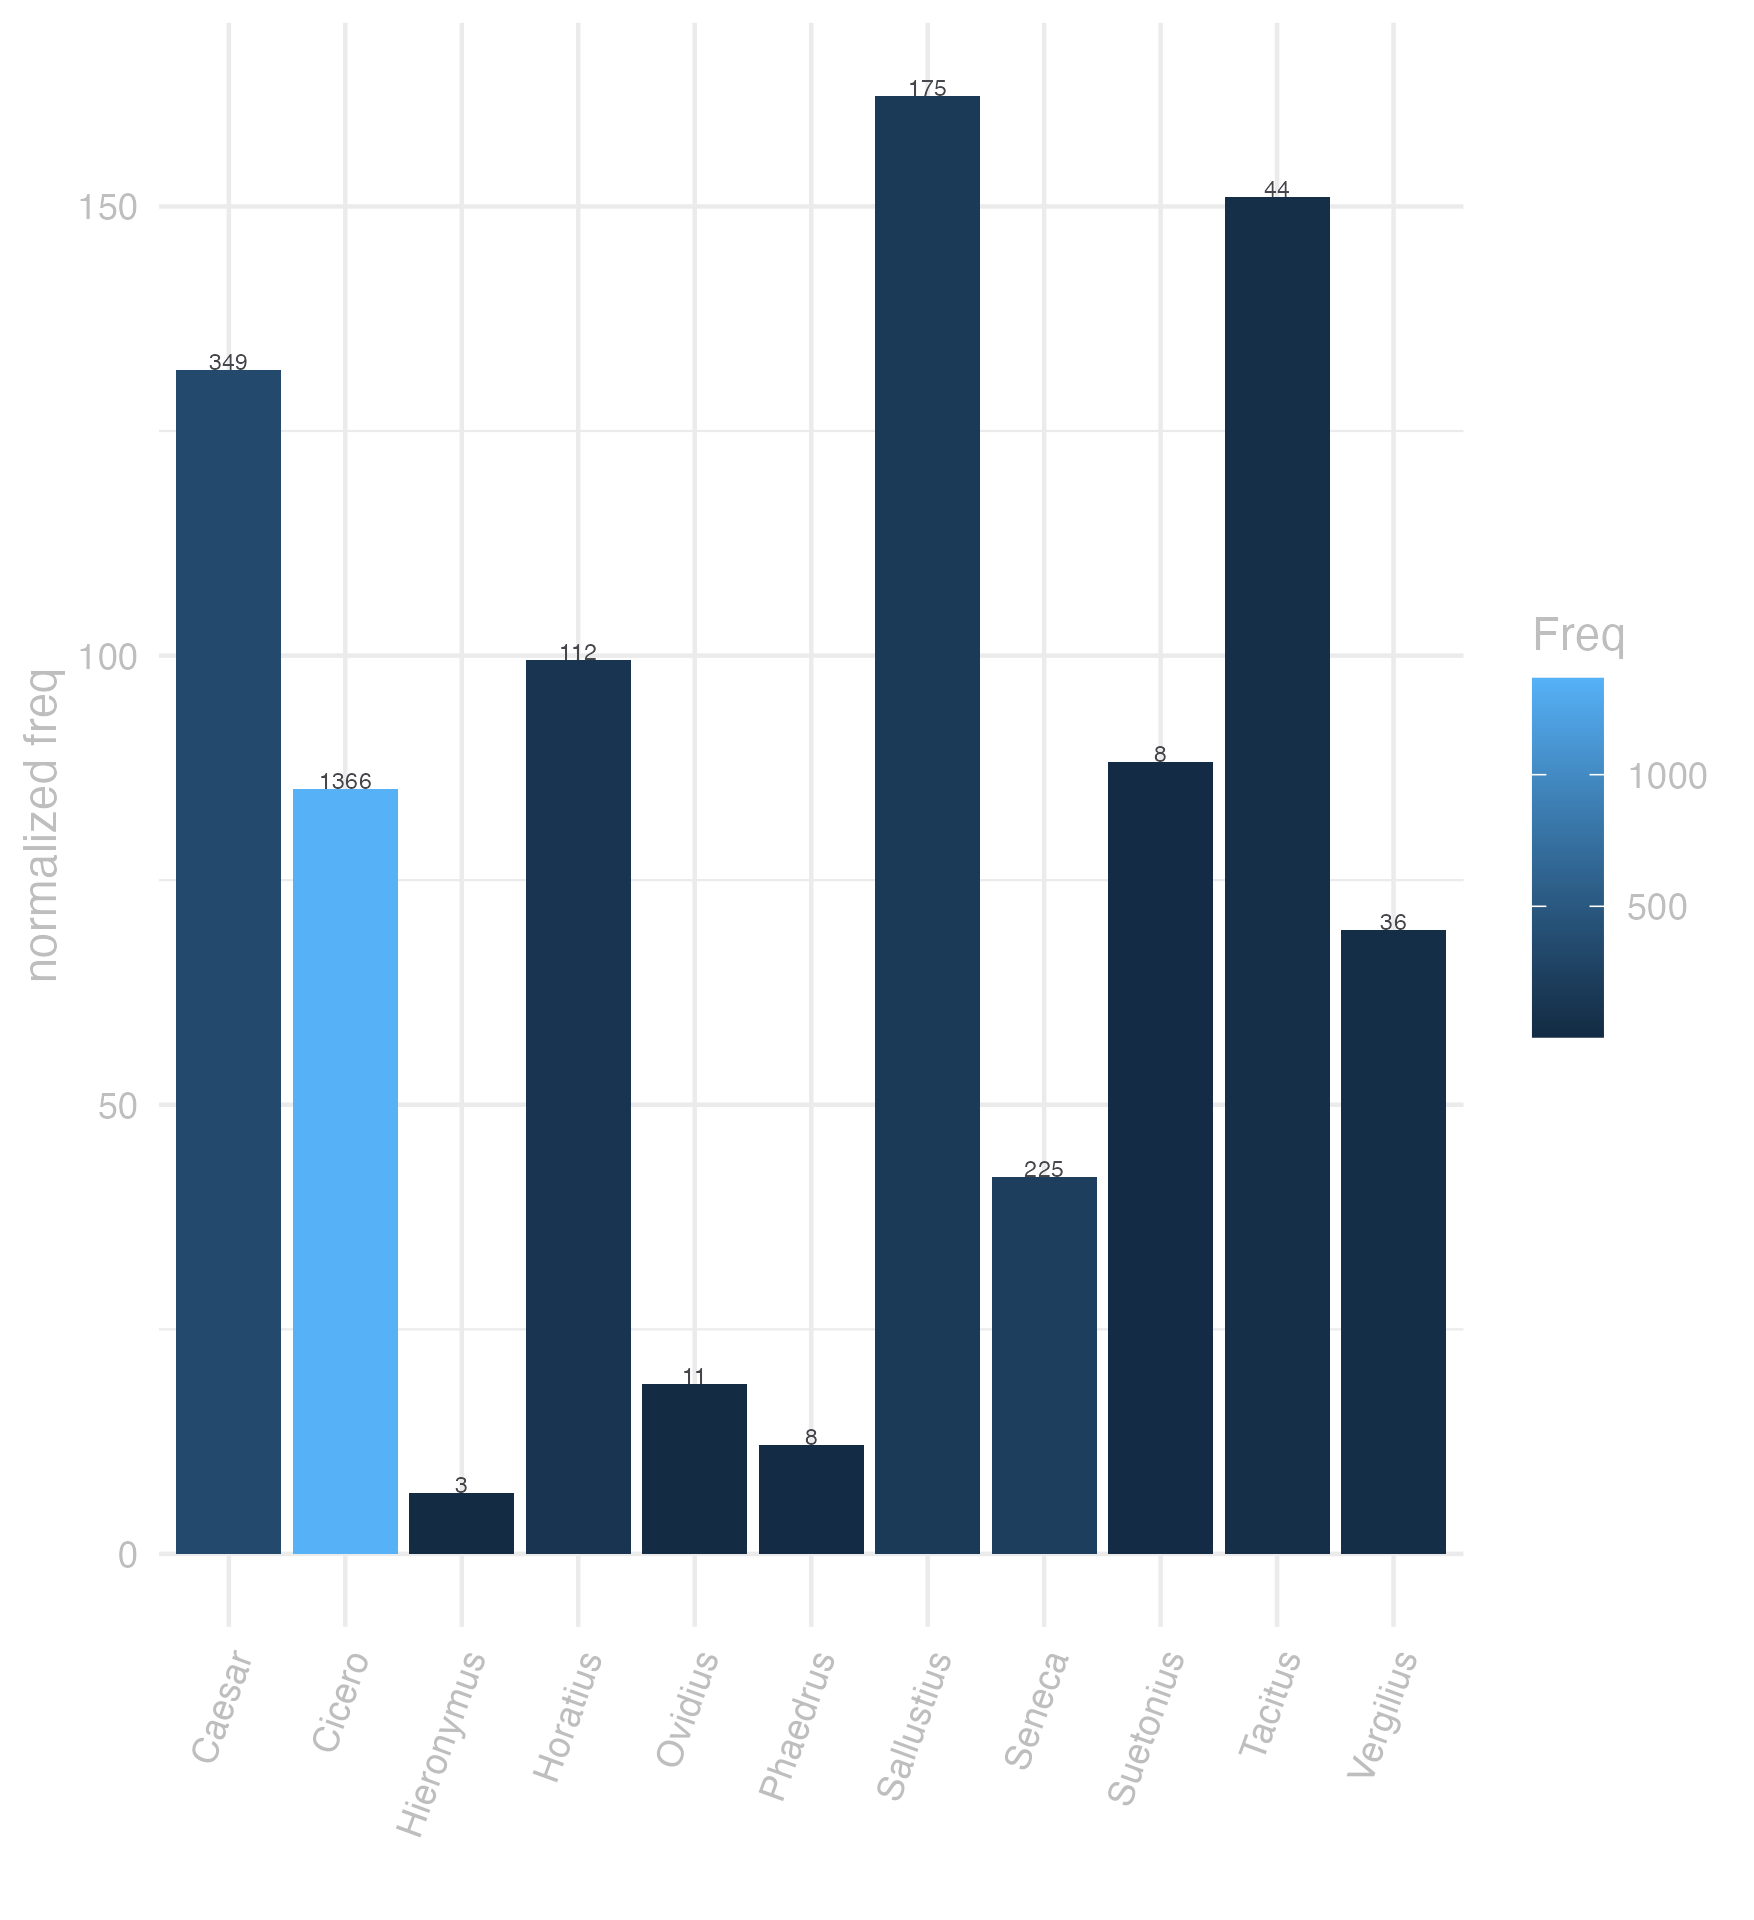 175
44
150
349
112
100
Freq
8
1366
1000
normalized freq
36
500
50
225
11
8
3
0
Caesar
Cicero
Hieronymus
Horatius
Ovidius
Phaedrus
Sallustius
Seneca
Suetonius
Tacitus
Vergilius